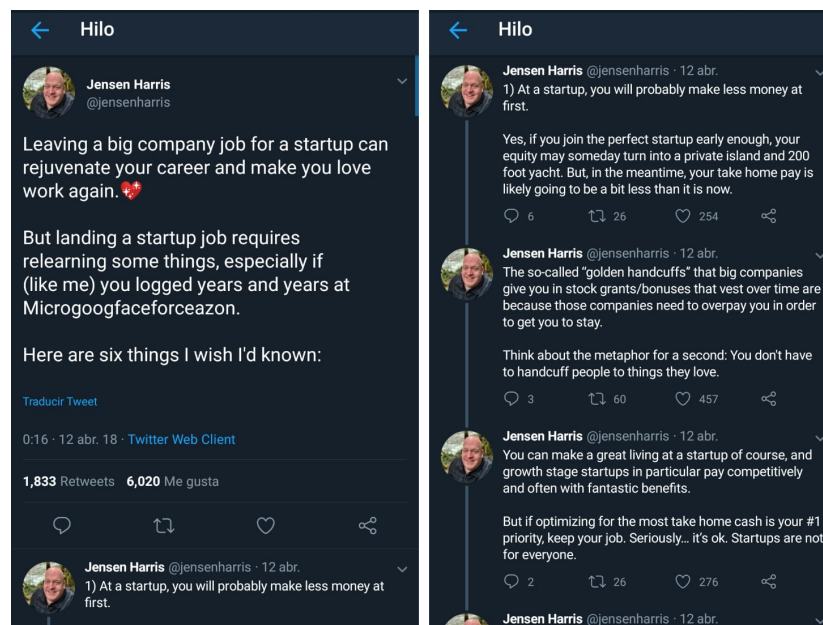 Hilo
Jensen Harris
@jensenharris
Leaving a big company job for a startup can
rejuvenate your career and make you love
work again.💖
But landing a startup job requires
relearning some things, especially if
(like me) you logged years and years at
Microgoogfaceforceazon.
Here are six things I wish I'd known:
Traducir Tweet
0:16 · 12 abr. 18 · Twitter Web Client
1,833 Retweets 6,020 Me gusta
Jensen Harris @jensenharris · 12 abr.
1) At a startup, you will probably make less money at
first.
Hilo
Jensen Harris @jensenharris · 12 abr.
1) At a startup, you will probably make less money at
first.
Yes, if you join the perfect startup early enough, your
equity may someday turn into a private island and 200
foot yacht. But, in the meantime, your take home pay is
likely going to be a bit less than it is now.
6 26 254
Jensen Harris @jensenharris · 12 abr.
The so-called “golden handcuffs” that big companies
give you in stock grants/bonuses that vest over time are
because those companies need to overpay you in order
to get you to stay.
Think about the metaphor for a second: You don't have
to handcuff people to things they love.
3 60 457
Jensen Harris @jensenharris · 12 abr.
You can make a great living at a startup of course, and
growth stage startups in particular pay competitively
and often with fantastic benefits.
But if optimizing for the most take home cash is your #1
priority, keep your job. Seriously… it's ok. Startups are not
for everyone.
2 26 276
Jensen Harris @jensenharris · 12 abr.